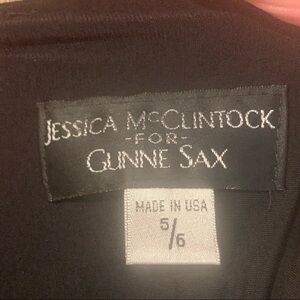 JESSICA McCLINTOCK
-FOR-
GUNNE SAX
MADE IN USA
5/6